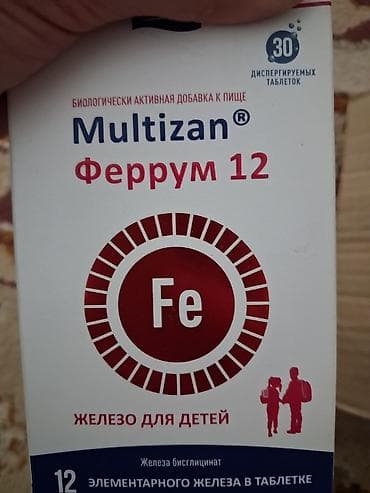 30
ДИСПЕРГИРУЕМЫХ
ТАБЛЕТОК
БИОЛОГИЧЕСКИ АКТИВНАЯ ДОБАВКА К ПИЩЕ
Multizan®
Феррум 12
Fe
ЖЕЛЕЗО ДЛЯ ДЕТЕЙ
Железа бисглицинат
12 ЭЛЕМЕНТАРНОГО ЖЕЛЕЗА В ТАБЛЕТКЕ